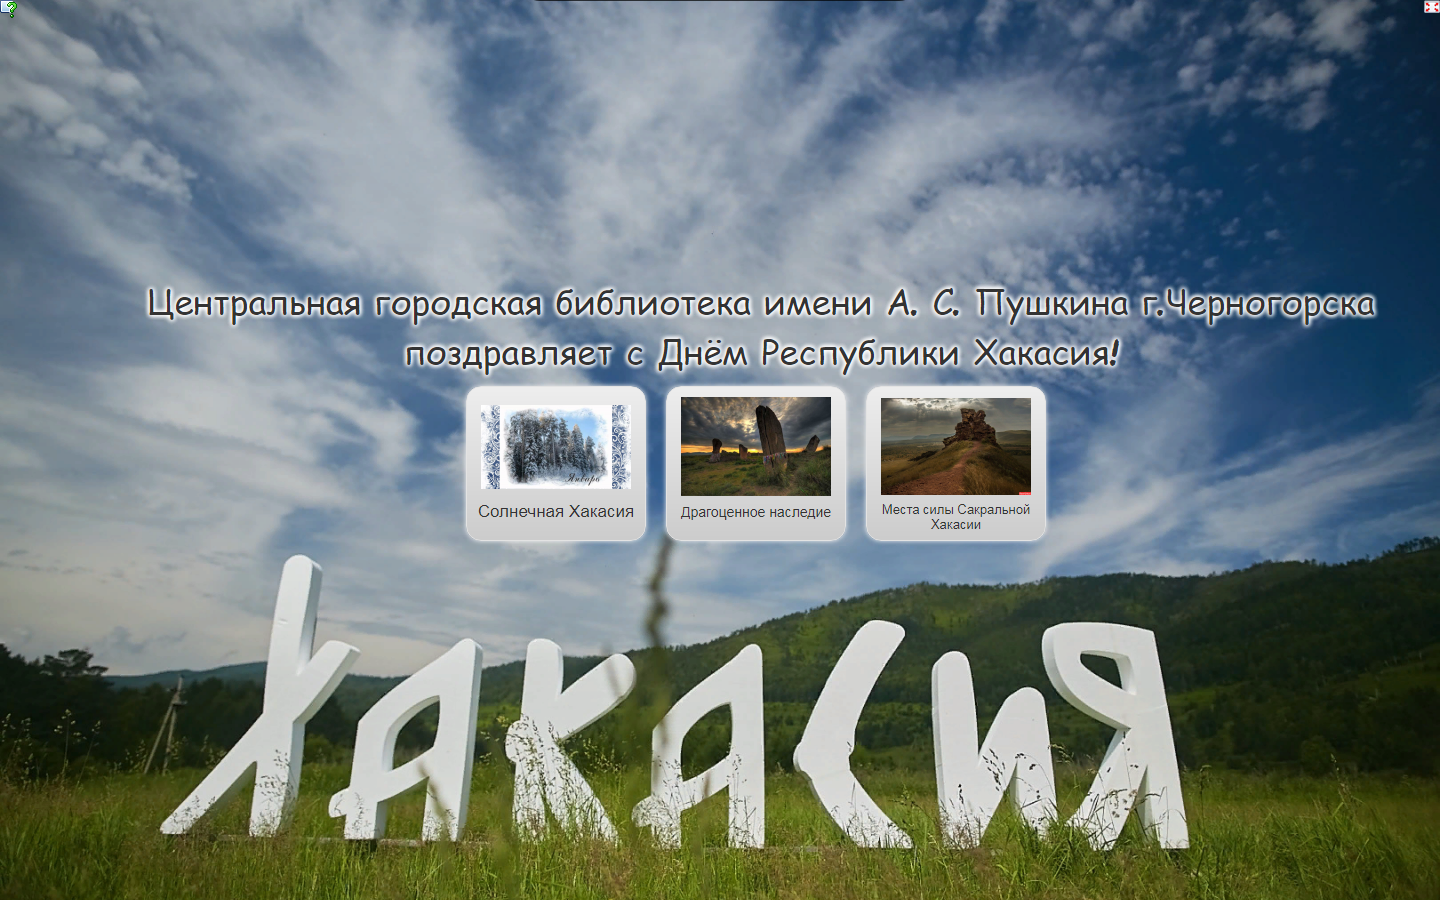 Центральная городская библиотека имени А. С. Пушкина г.Черногорска
поздравляет с Днём Республики Хакасия!
Январь
Солнечная Хакасия
Драгоценное наследие
Места силы Сакральной
Хакасии
Хакасия